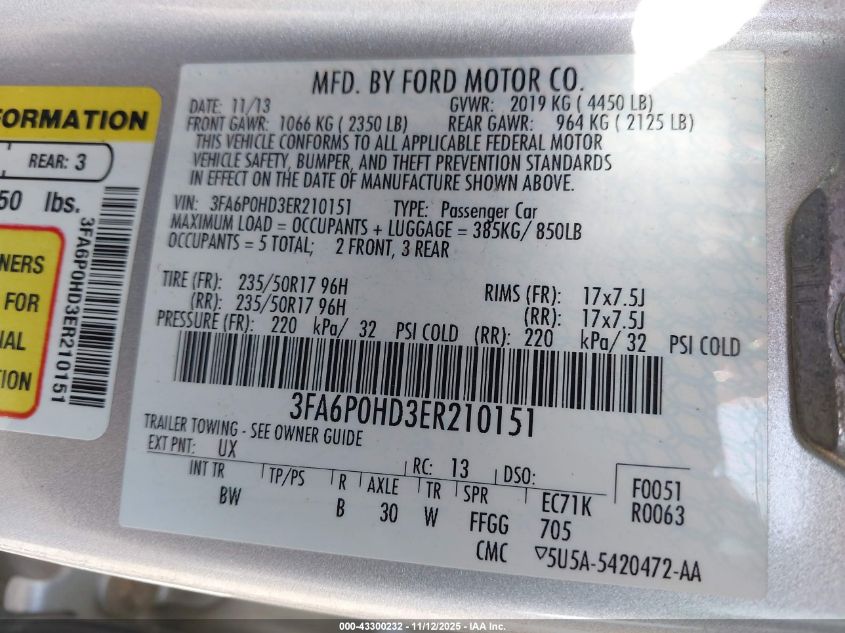 FORMATION
REAR: 3
50 lbs.
NERS
FOR
IAL
TION
3FA6P0HD3ER210151
MFD. BY FORD MOTOR CO.
DATE: 11/13 GVWR: 2019 KG ( 4450 LB)
FRONT GAWR: 1066 KG ( 2350 LB) REAR GAWR: 964 KG ( 2125 LB)
THIS VEHICLE CONFORMS TO ALL APPLICABLE FEDERAL MOTOR
VEHICLE SAFETY, BUMPER, AND THEFT PREVENTION STANDARDS
IN EFFECT ON THE DATE OF MANUFACTURE SHOWN ABOVE.
VIN: 3FA6P0HD3ER210151 TYPE: Passenger Car
MAXIMUM LOAD = OCCUPANTS + LUGGAGE = 385KG/ 850LB
OCCUPANTS = 5 TOTAL; 2 FRONT, 3 REAR
TIRE (FR): 235/50R17 96H RIMS (FR): 17x7.5J
(RR): 235/50R17 96H (RR): 17x7.5J
PRESSURE (FR): 220 kPa/ 32 PSI COLD (RR): 220 kPa/ 32 PSI COLD
3FA6P0HD3ER210151
TRAILER TOWING - SEE OWNER GUIDE
EXT PNT: UX RC: 13 DSO:
INT TR TP/PS R AXLE TR SPR EC71K F0051
BW B 30 W FFGG 705 R0063
CMC ▽5U5A-5420472-AA
000-43300232 - 11/12/2025 - IAA Inc.